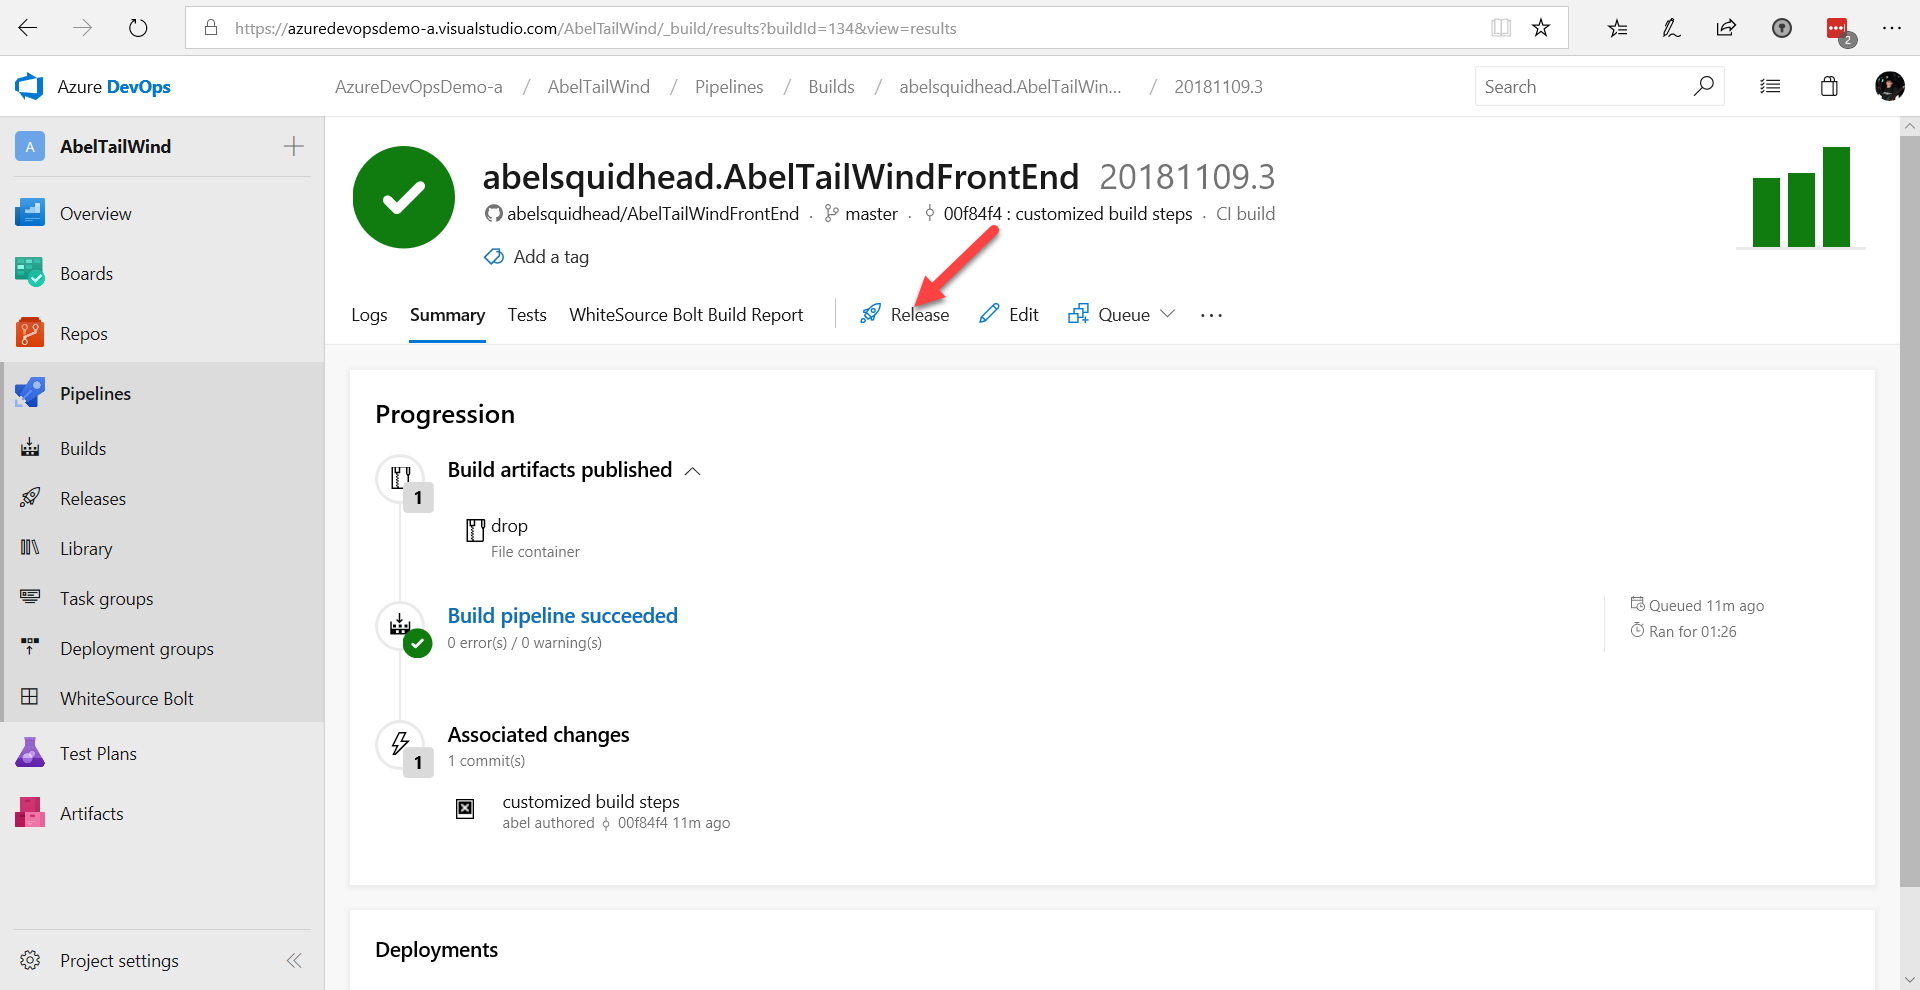 https://azuredevopsdemo-a.visualstudio.com/AbelTailWind/_build/results?buildId=134&view=results
2
Azure DevOps
AzureDevOpsDemo-a / AbelTailWind / Pipelines / Builds / abelsquidhead.AbelTailWin... / 20181109.3
Search
A AbelTailWind
Overview
Boards
Repos
Pipelines
Builds
Releases
Library
Task groups
Deployment groups
WhiteSource Bolt
Test Plans
Artifacts
Project settings
abelsquidhead.AbelTailWindFrontEnd 20181109.3
abelsquidhead/AbelTailWindFrontEnd · master · 00f84f4 : customized build steps · CI build
Add a tag
Logs Summary Tests WhiteSource Bolt Build Report Release Edit Queue ...
Progression
Build artifacts published
1
drop
File container
Build pipeline succeeded
0 error(s) / 0 warning(s)
Queued 11m ago
Ran for 01:26
Associated changes
1
1 commit(s)
customized build steps
abel authored 00f84f4 11m ago
Deployments